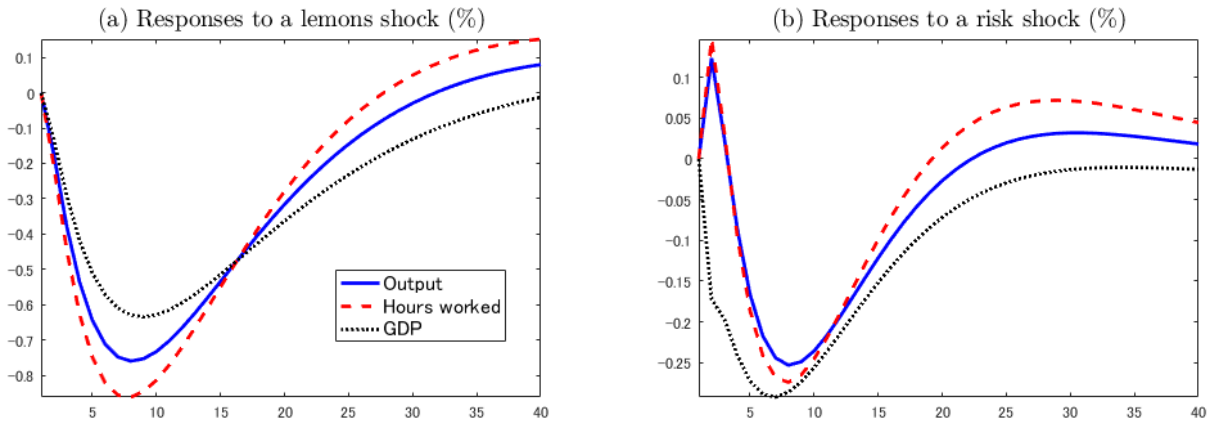 (a) Responses to a lemons shock (%)
0.1
0
-0.1
-0.2
-0.3
-0.4
-0.5
-0.6
-0.7
-0.8
5 10 15 20 25 30 35 40
Output
Hours worked
GDP
(b) Responses to a risk shock (%)
0.1
0.05
0
-0.05
-0.1
-0.15
-0.2
-0.25
5 10 15 20 25 30 35 40